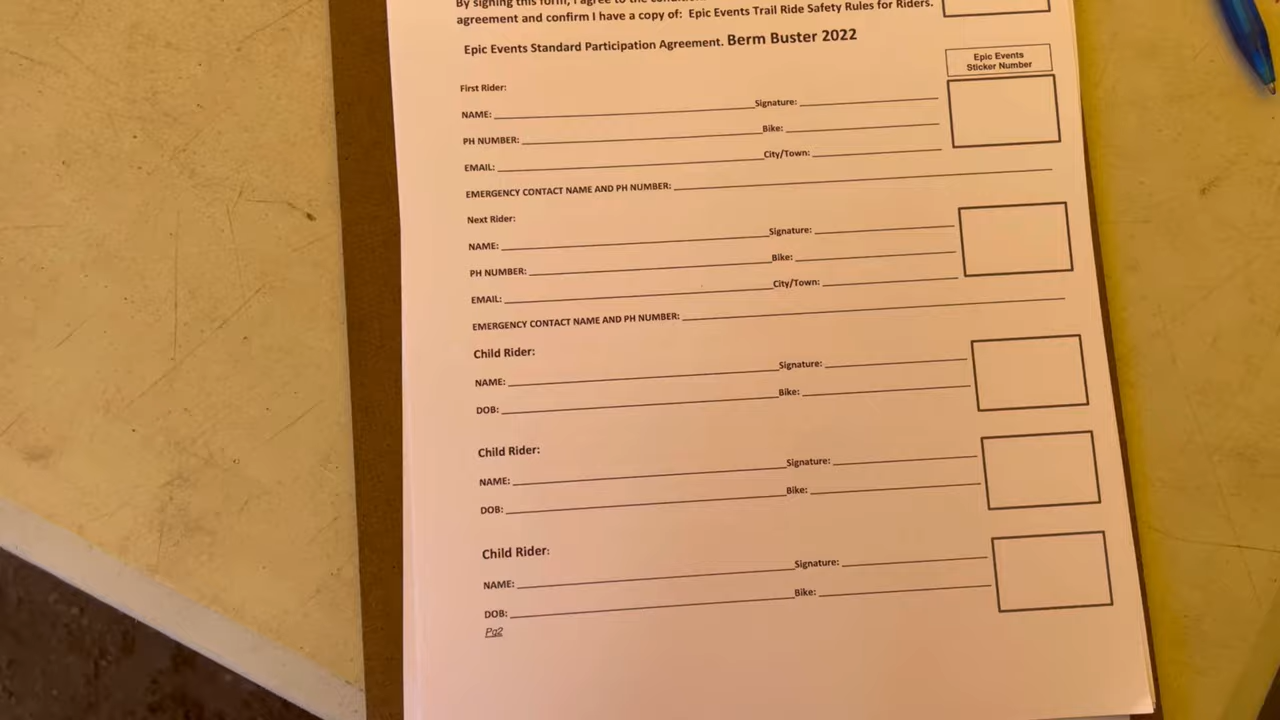 By signing this form, I agree to the
agreement and confirm I have a copy of: Epic Events Trail Ride Safety Rules for Riders.
Epic Events Standard Participation Agreement. Berm Buster 2022
Epic Events
Sticker Number
First Rider:
NAME: Signature:
PH NUMBER: Bike:
EMAIL: City/Town:
EMERGENCY CONTACT NAME AND PH NUMBER:
Next Rider:
NAME: Signature:
PH NUMBER: Bike:
EMAIL: City/Town:
EMERGENCY CONTACT NAME AND PH NUMBER:
Child Rider:
NAME: Signature:
DOB: Bike:
Child Rider:
NAME: Signature:
DOB: Bike:
Child Rider:
NAME: Signature:
DOB: Bike:
Pg2